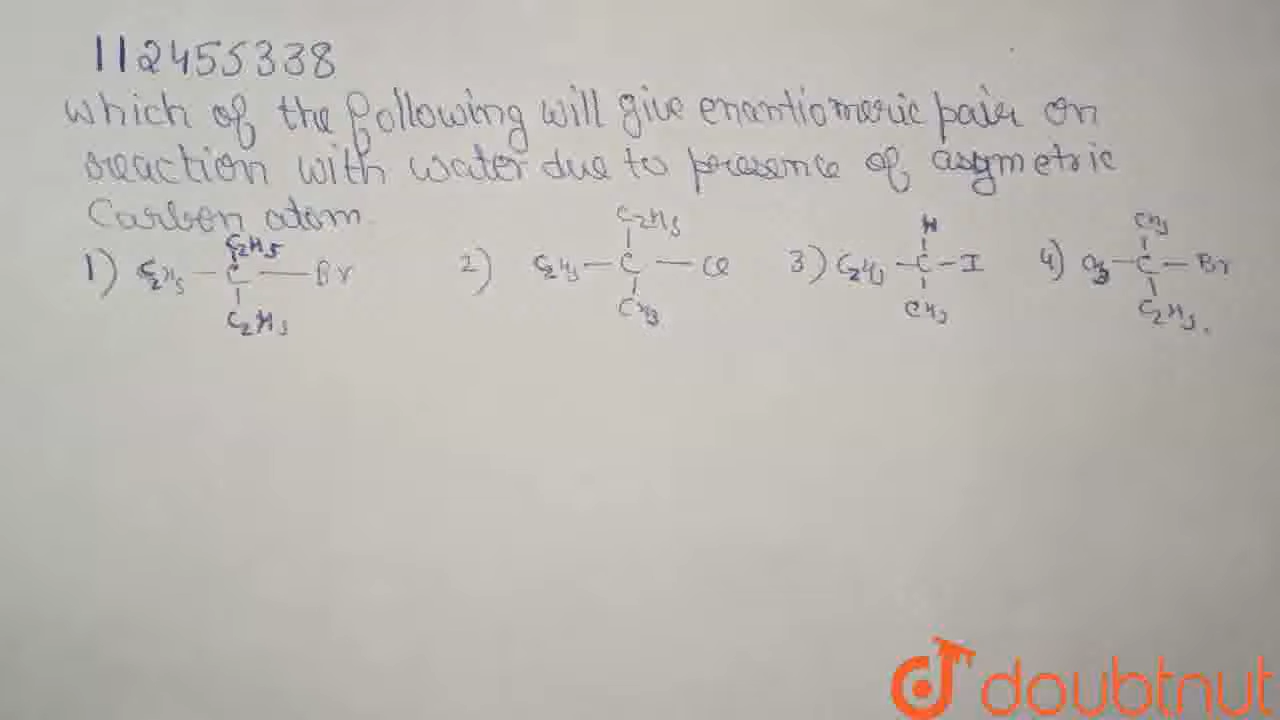 112455338
Which of the following will give enantiomeric pair on
reaction with water due to presence of asymetric
Carbon atom.
1) C2H5 - C - Br
C2H5
C2H5
2) C2H5 - C - Cl
C2H5
CH3
3) C2H5 - C - I
H
CH3
4) CH3 - C - Br
CH3
C2H5.
doubtnut